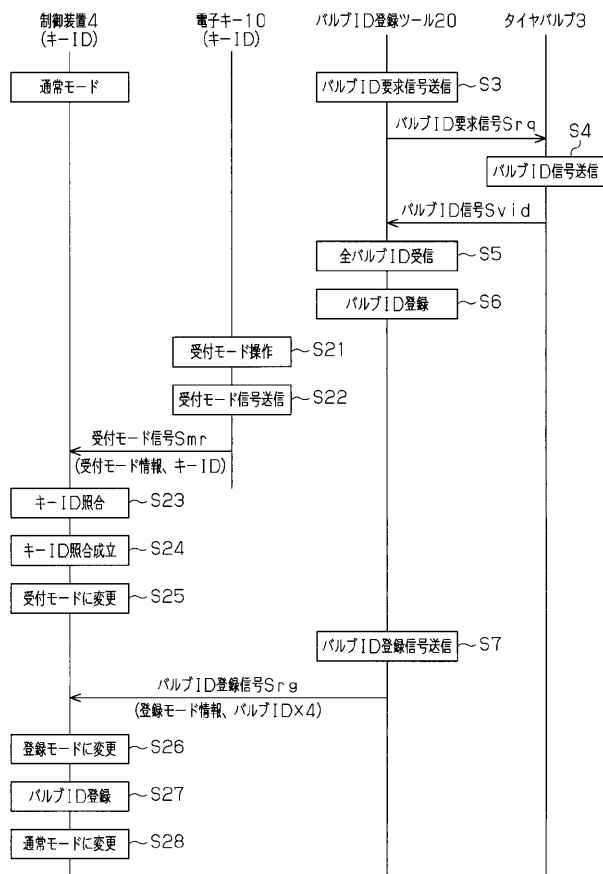 制御装置4
(キーID)
電子キー10
(キーID)
バルブID登録ツール20
タイヤバルブ3
通常モード
バルブID要求信号送信
S3
バルブID要求信号Srq
S4
バルブID信号送信
バルブID信号Svid
全バルブID受信
S5
バルブID登録
S6
受付モード操作
S21
受付モード信号送信
S22
受付モード信号Smr
(受付モード情報、キーID)
キーID照合
S23
キーID照合成立
S24
受付モードに変更
S25
バルブID登録信号送信
S7
バルブID登録信号Srg
(登録モード情報、バルブID×4)
登録モードに変更
S26
バルブID登録
S27
通常モードに変更
S28